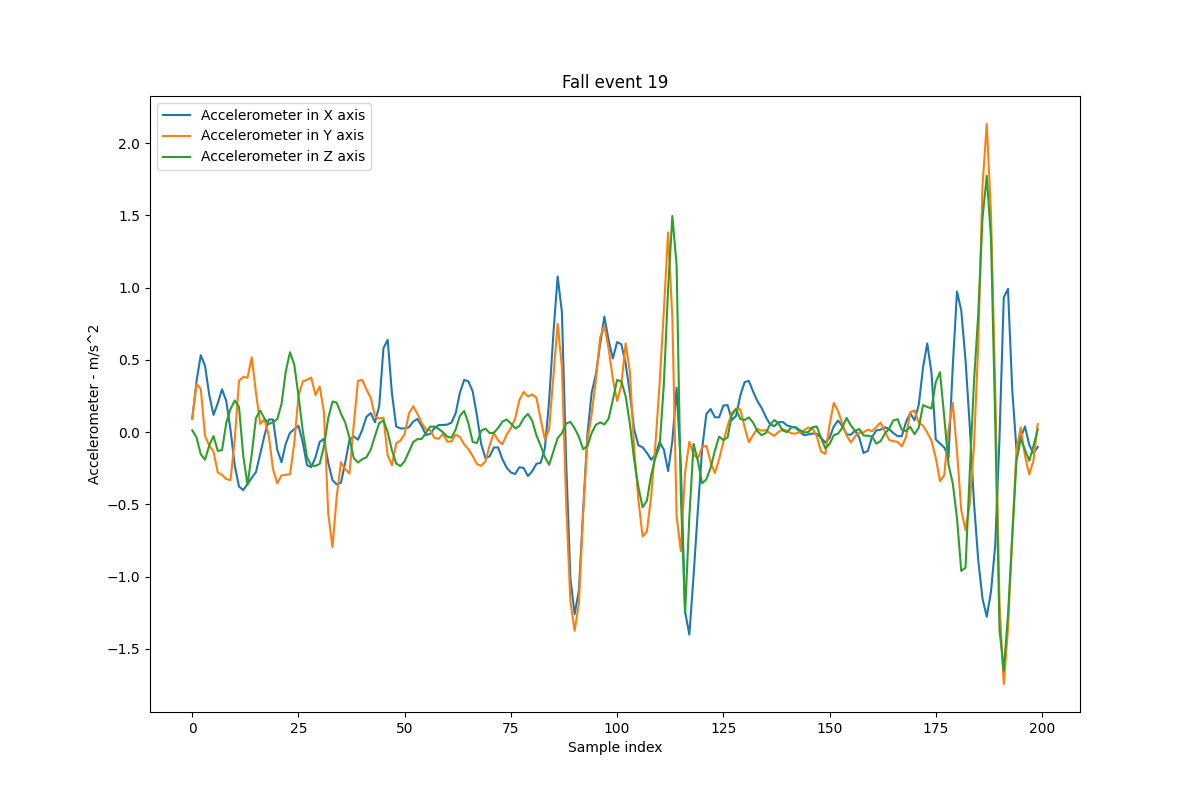 Fall event 19
Accelerometer in X axis
Accelerometer in Y axis
Accelerometer in Z axis
Accelerometer - m/s^2
2.0
1.5
1.0
0.5
0.0
−0.5
−1.0
−1.5
0 25 50 75 100 125 150 175 200
Sample index